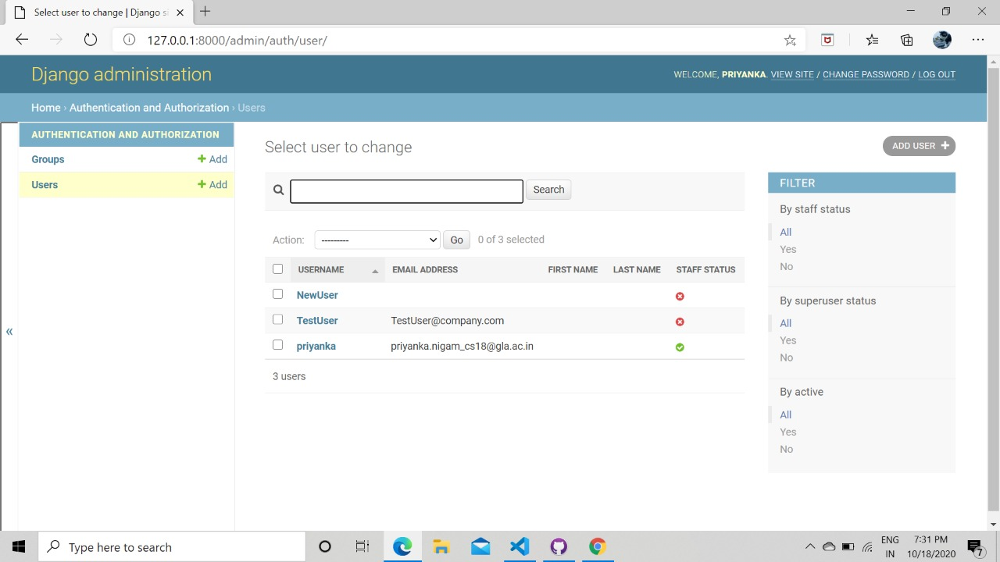 Select user to change | Django si
127.0.0.1:8000/admin/auth/user/
Django administration
WELCOME, PRIYANKA. VIEW SITE / CHANGE PASSWORD / LOG OUT
Home › Authentication and Authorization › Users
AUTHENTICATION AND AUTHORIZATION
Groups + Add
Users + Add
«
Select user to change
ADD USER +
Search
Action: --------- Go 0 of 3 selected
USERNAME EMAIL ADDRESS FIRST NAME LAST NAME STAFF STATUS
NewUser
TestUser TestUser@company.com
priyanka priyanka.nigam_cs18@gla.ac.in
3 users
FILTER
By staff status
All
Yes
No
By superuser status
All
Yes
No
By active
All
Yes
No
Type here to search
ENG
IN
7:31 PM
10/18/2020
7